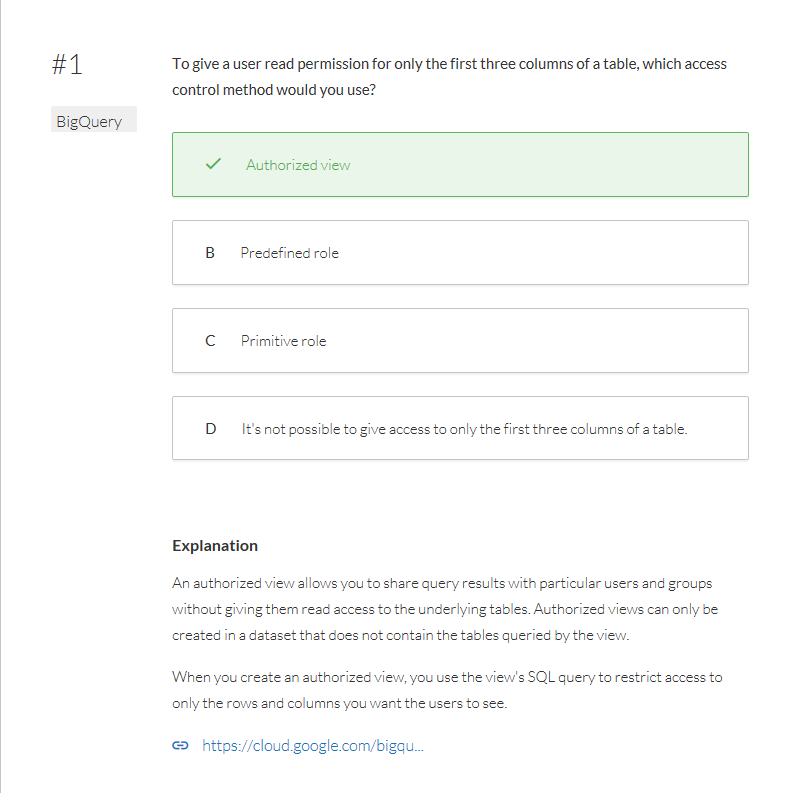 #1
BigQuery
To give a user read permission for only the first three columns of a table, which access
control method would you use?
Authorized view
B Predefined role
C Primitive role
D It's not possible to give access to only the first three columns of a table.
Explanation
An authorized view allows you to share query results with particular users and groups
without giving them read access to the underlying tables. Authorized views can only be
created in a dataset that does not contain the tables queried by the view.
When you create an authorized view, you use the view's SQL query to restrict access to
only the rows and columns you want the users to see.
https://cloud.google.com/bigqu...